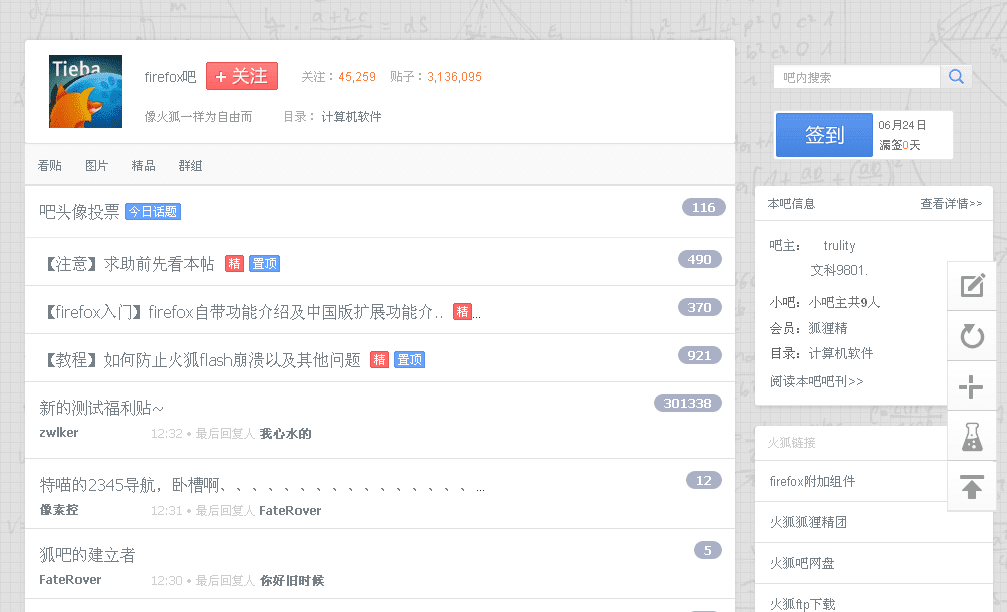 Tieba
firefox吧
+ 关注
关注：45,259 贴子：3,136,095
像火狐一样为自由而
目录： 计算机软件
看贴 图片 精品 群组
吧头像投票 今日话题 116
【注意】求助前先看本帖 精 置顶 490
【firefox入门】firefox自带功能介绍及中国版扩展功能介.. 精... 370
【教程】如何防止火狐flash崩溃以及其他问题 精 置顶 921
新的测试福利贴~ 301338
zwlker 12:32 • 最后回复人 我心水的
特喵的2345导航，卧槽啊、、、、、、、、、、、、、、、、、... 12
像素控 12:31 • 最后回复人 FateRover
狐吧的建立者 5
FateRover 12:30 • 最后回复人 你好旧时候
吧内搜索
签到
06月24日
漏签0天
本吧信息 查看详情>>
吧主： trulity
文科9801.
小吧：小吧主共9人
会员：狐狸精
目录：计算机软件
阅读本吧吧刊>>
火狐链接
firefox附加组件
火狐狐狸精团
火狐吧网盘
火狐ftp下载